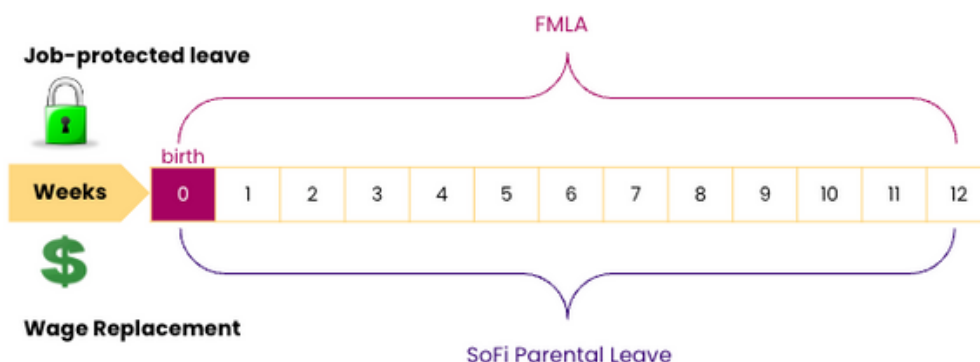 FMLA
Job-protected leave
birth
Weeks 0 1 2 3 4 5 6 7 8 9 10 11 12
$
Wage Replacement
SoFi Parental Leave